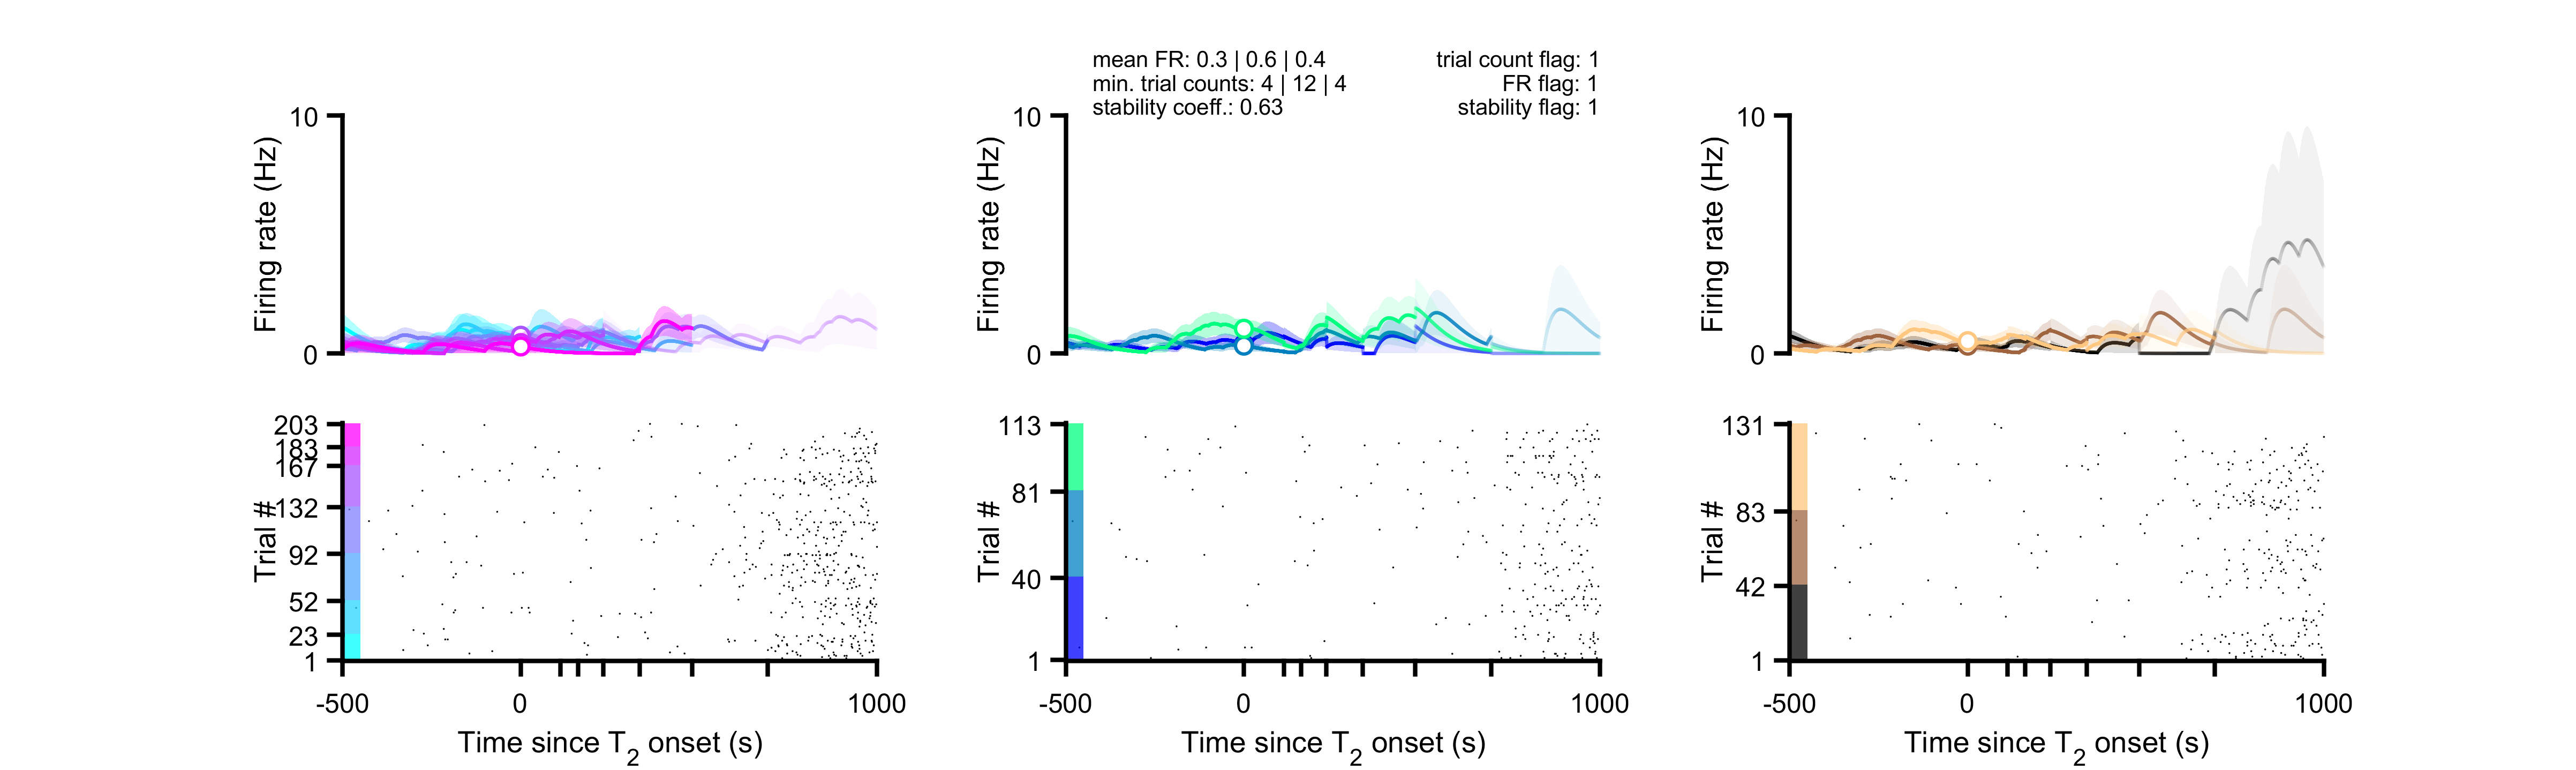 mean FR: 0.3 | 0.6 | 0.4
min. trial counts: 4 | 12 | 4
stability coeff.: 0.63
trial count flag: 1
FR flag: 1
stability flag: 1
10
Firing rate (Hz)
0
10
Firing rate (Hz)
0
10
Firing rate (Hz)
0
203
183
167
132
92
52
23
1
Trial #
-500
0
1000
Time since T2 onset (s)
113
81
40
1
Trial #
-500
0
1000
Time since T2 onset (s)
131
83
42
1
Trial #
-500
0
1000
Time since T2 onset (s)